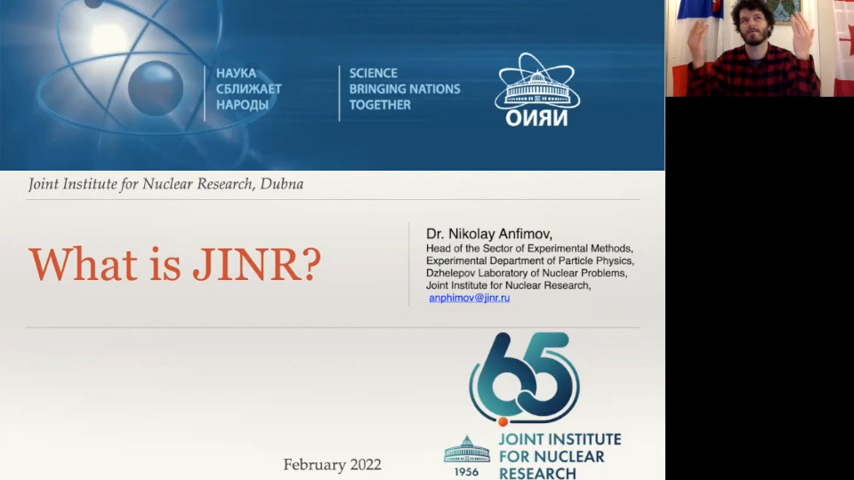 НАУКА
СБЛИЖАЕТ
НАРОДЫ
SCIENCE
BRINGING NATIONS
TOGETHER
ОИЯИ
Joint Institute for Nuclear Research, Dubna
What is JINR?
Dr. Nikolay Anfimov,
Head of the Sector of Experimental Methods,
Experimental Department of Particle Physics,
Dzhelepov Laboratory of Nuclear Problems,
Joint Institute for Nuclear Research,
anphimov@jinr.ru
65
JOINT INSTITUTE
FOR NUCLEAR
RESEARCH
1956
February 2022